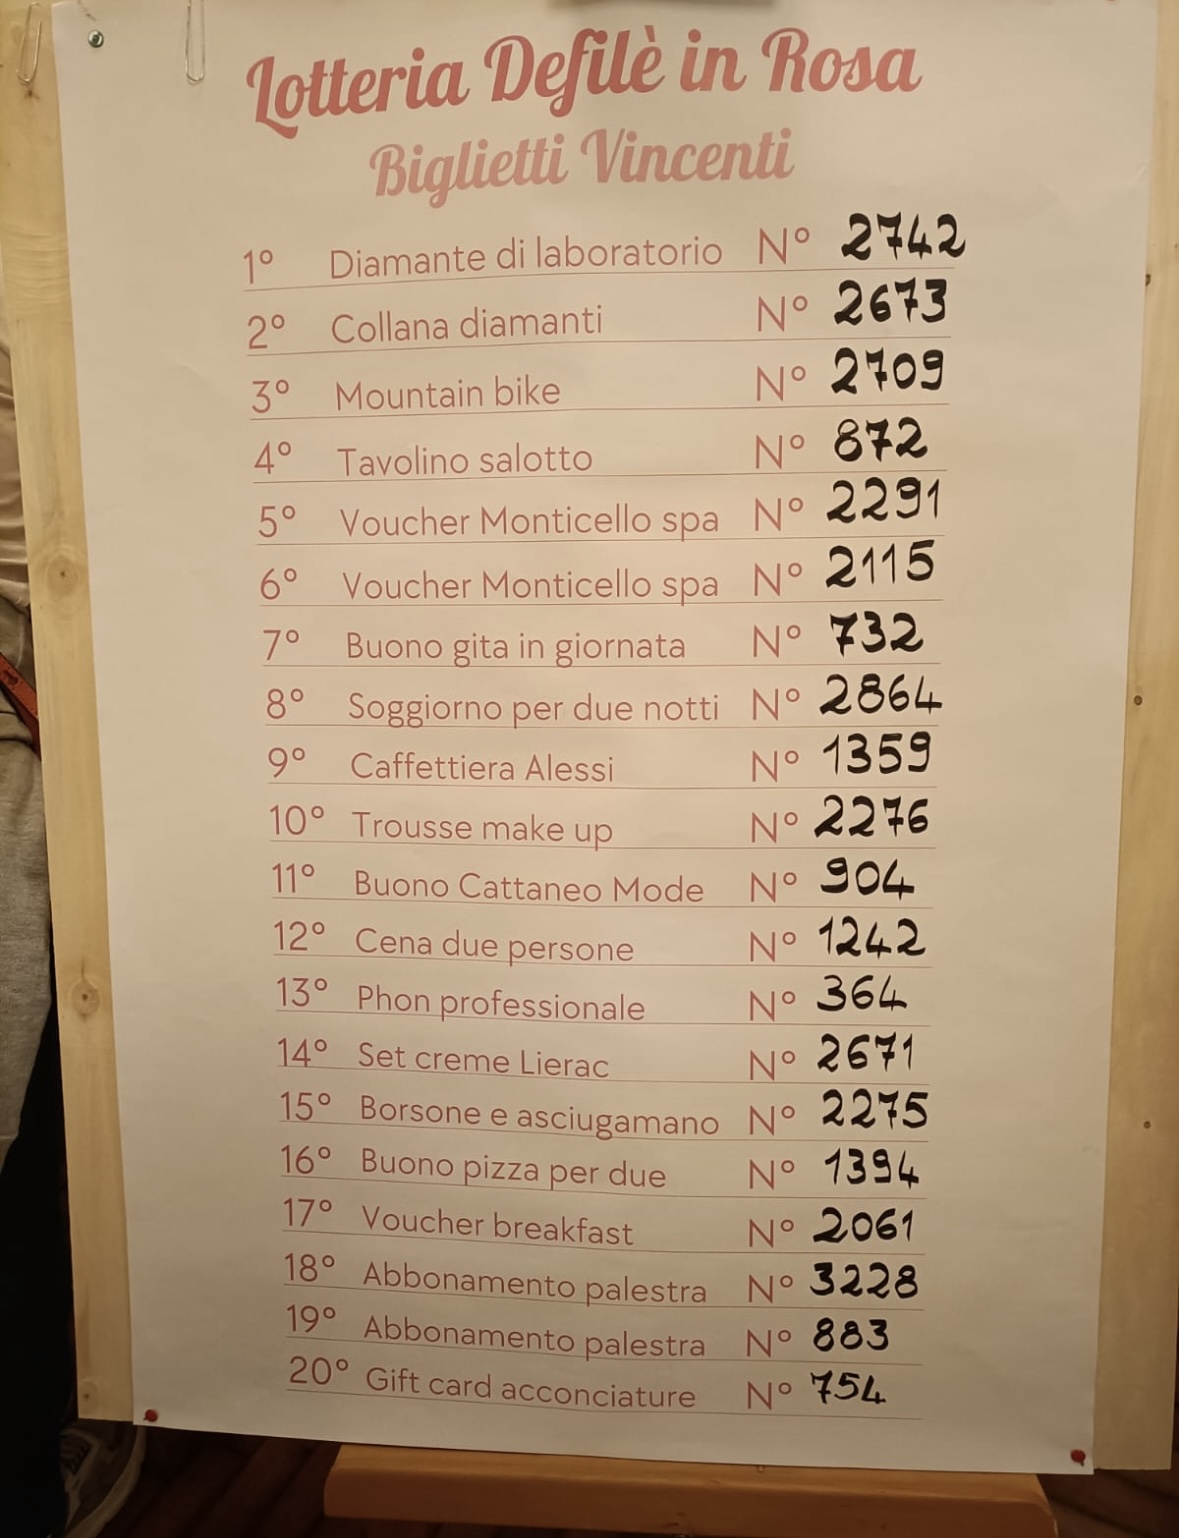 Lotteria Defilè in Rosa
Biglietti Vincenti
1° Diamante di laboratorio N° 2742
2° Collana diamanti N° 2673
3° Mountain bike N° 2709
4° Tavolino salotto N° 872
5° Voucher Monticello spa N° 2291
6° Voucher Monticello spa N° 2115
7° Buono gita in giornata N° 732
8° Soggiorno per due notti N° 2864
9° Caffettiera Alessi N° 1359
10° Trousse make up N° 2276
11° Buono Cattaneo Mode N° 904
12° Cena due persone N° 1242
13° Phon professionale N° 364
14° Set creme Lierac N° 2671
15° Borsone e asciugamano N° 2275
16° Buono pizza per due N° 1394
17° Voucher breakfast N° 2061
18° Abbonamento palestra N° 3228
19° Abbonamento palestra N° 883
20° Gift card acconciature N° 754